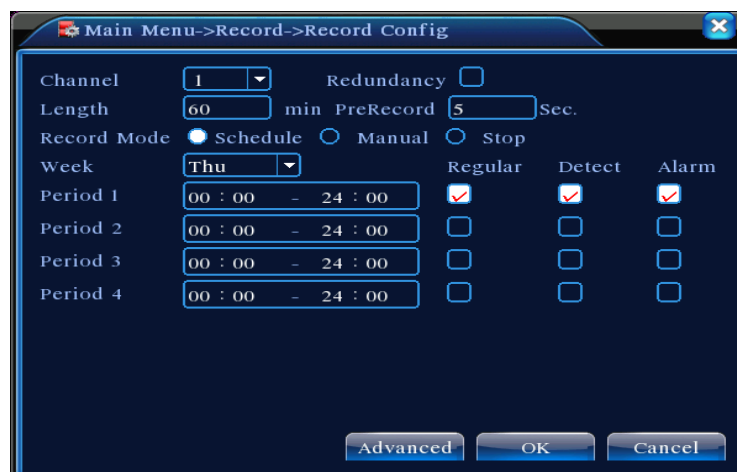 Main Menu->Record->Record Config
Channel 1 Redundancy
Length 60 min PreRecord 5 Sec.
Record Mode Schedule Manual Stop
Week Thu Regular Detect Alarm
Period 1 00 : 00 - 24 : 00
Period 2 00 : 00 - 24 : 00
Period 3 00 : 00 - 24 : 00
Period 4 00 : 00 - 24 : 00
Advanced OK Cancel